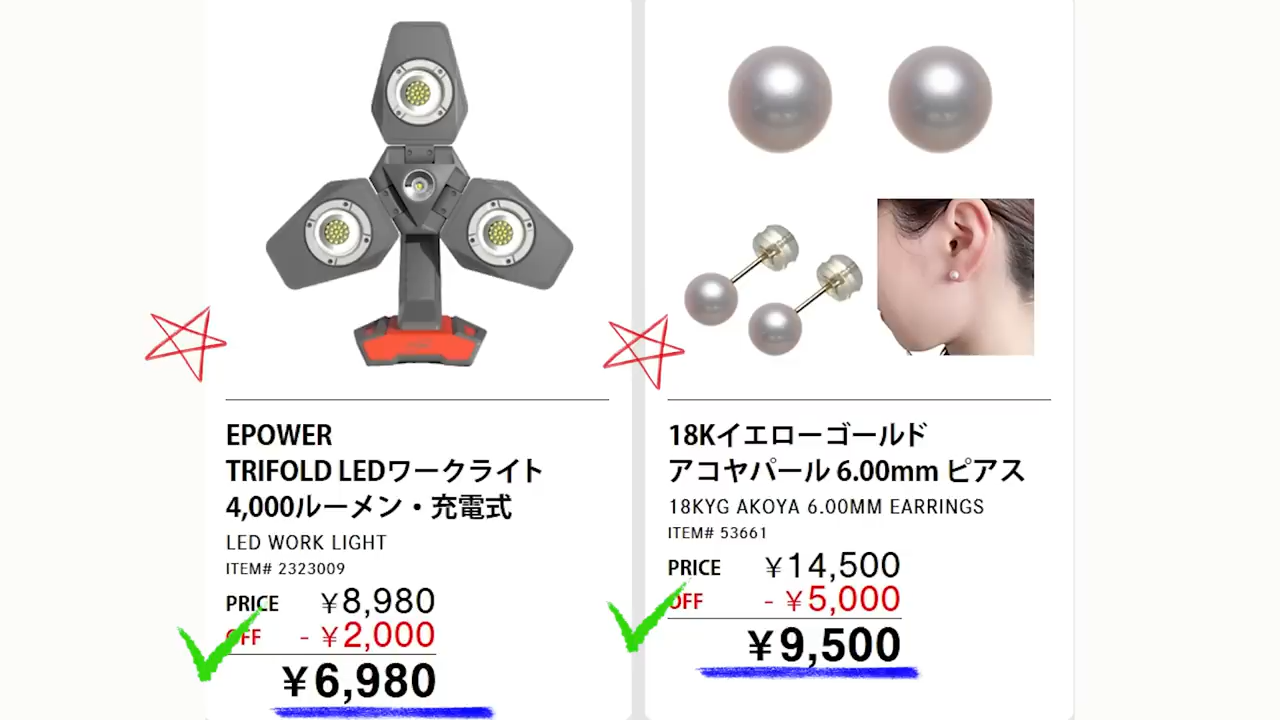 EPOWER
TRIFOLD LEDワークライト
4,000ルーメン・充電式
LED WORK LIGHT
ITEM# 2323009
PRICE ¥8,980
OFF - ¥2,000
¥6,980
18Kイエローゴールド
アコヤパール 6.00mm ピアス
18KYG AKOYA 6.00MM EARRINGS
ITEM# 53661
PRICE ¥14,500
OFF - ¥5,000
¥9,500